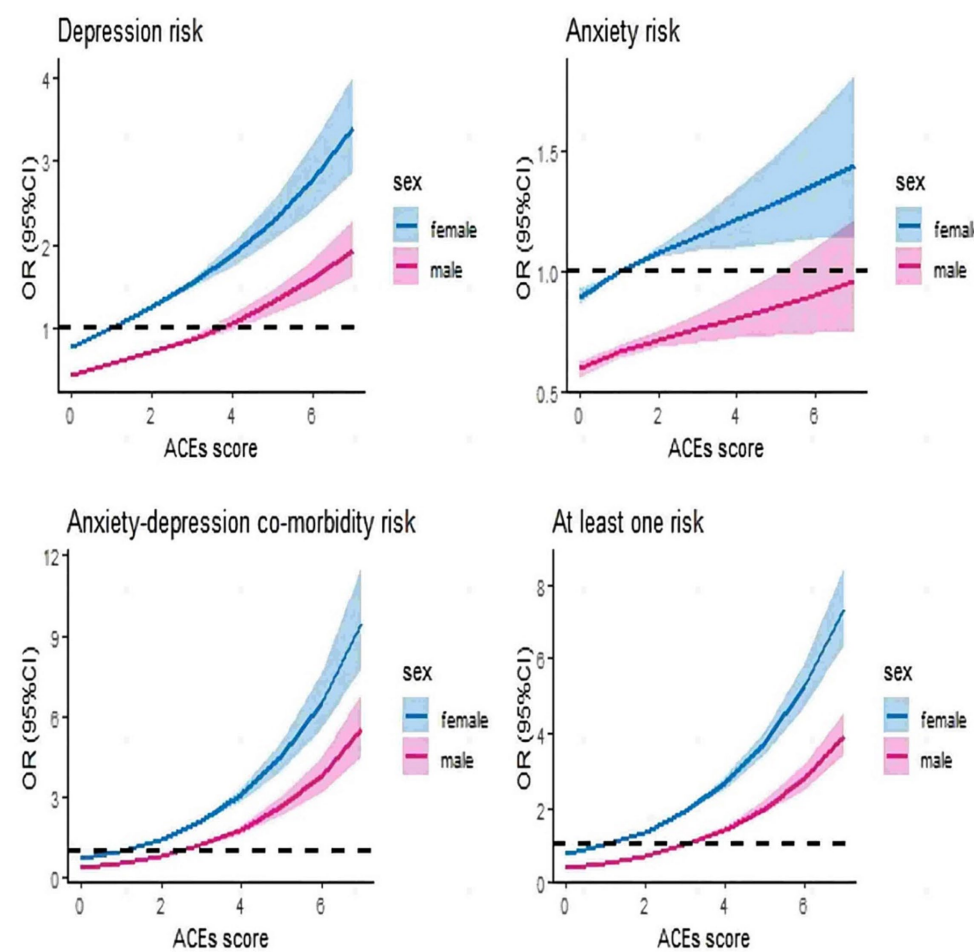 Depression risk
4
3
2
1
OR (95%CI)
0 2 4 6
ACEs score
sex
female
male
Anxiety risk
1.5
1.0
0.5
OR (95%CI)
0 2 4 6
ACEs score
sex
female
male
Anxiety-depression co-morbidity risk
12
9
6
3
0
OR (95%CI)
0 2 4 6
ACEs score
sex
female
male
At least one risk
8
6
4
2
0
OR (95%CI)
0 2 4 6
ACEs score
sex
female
male